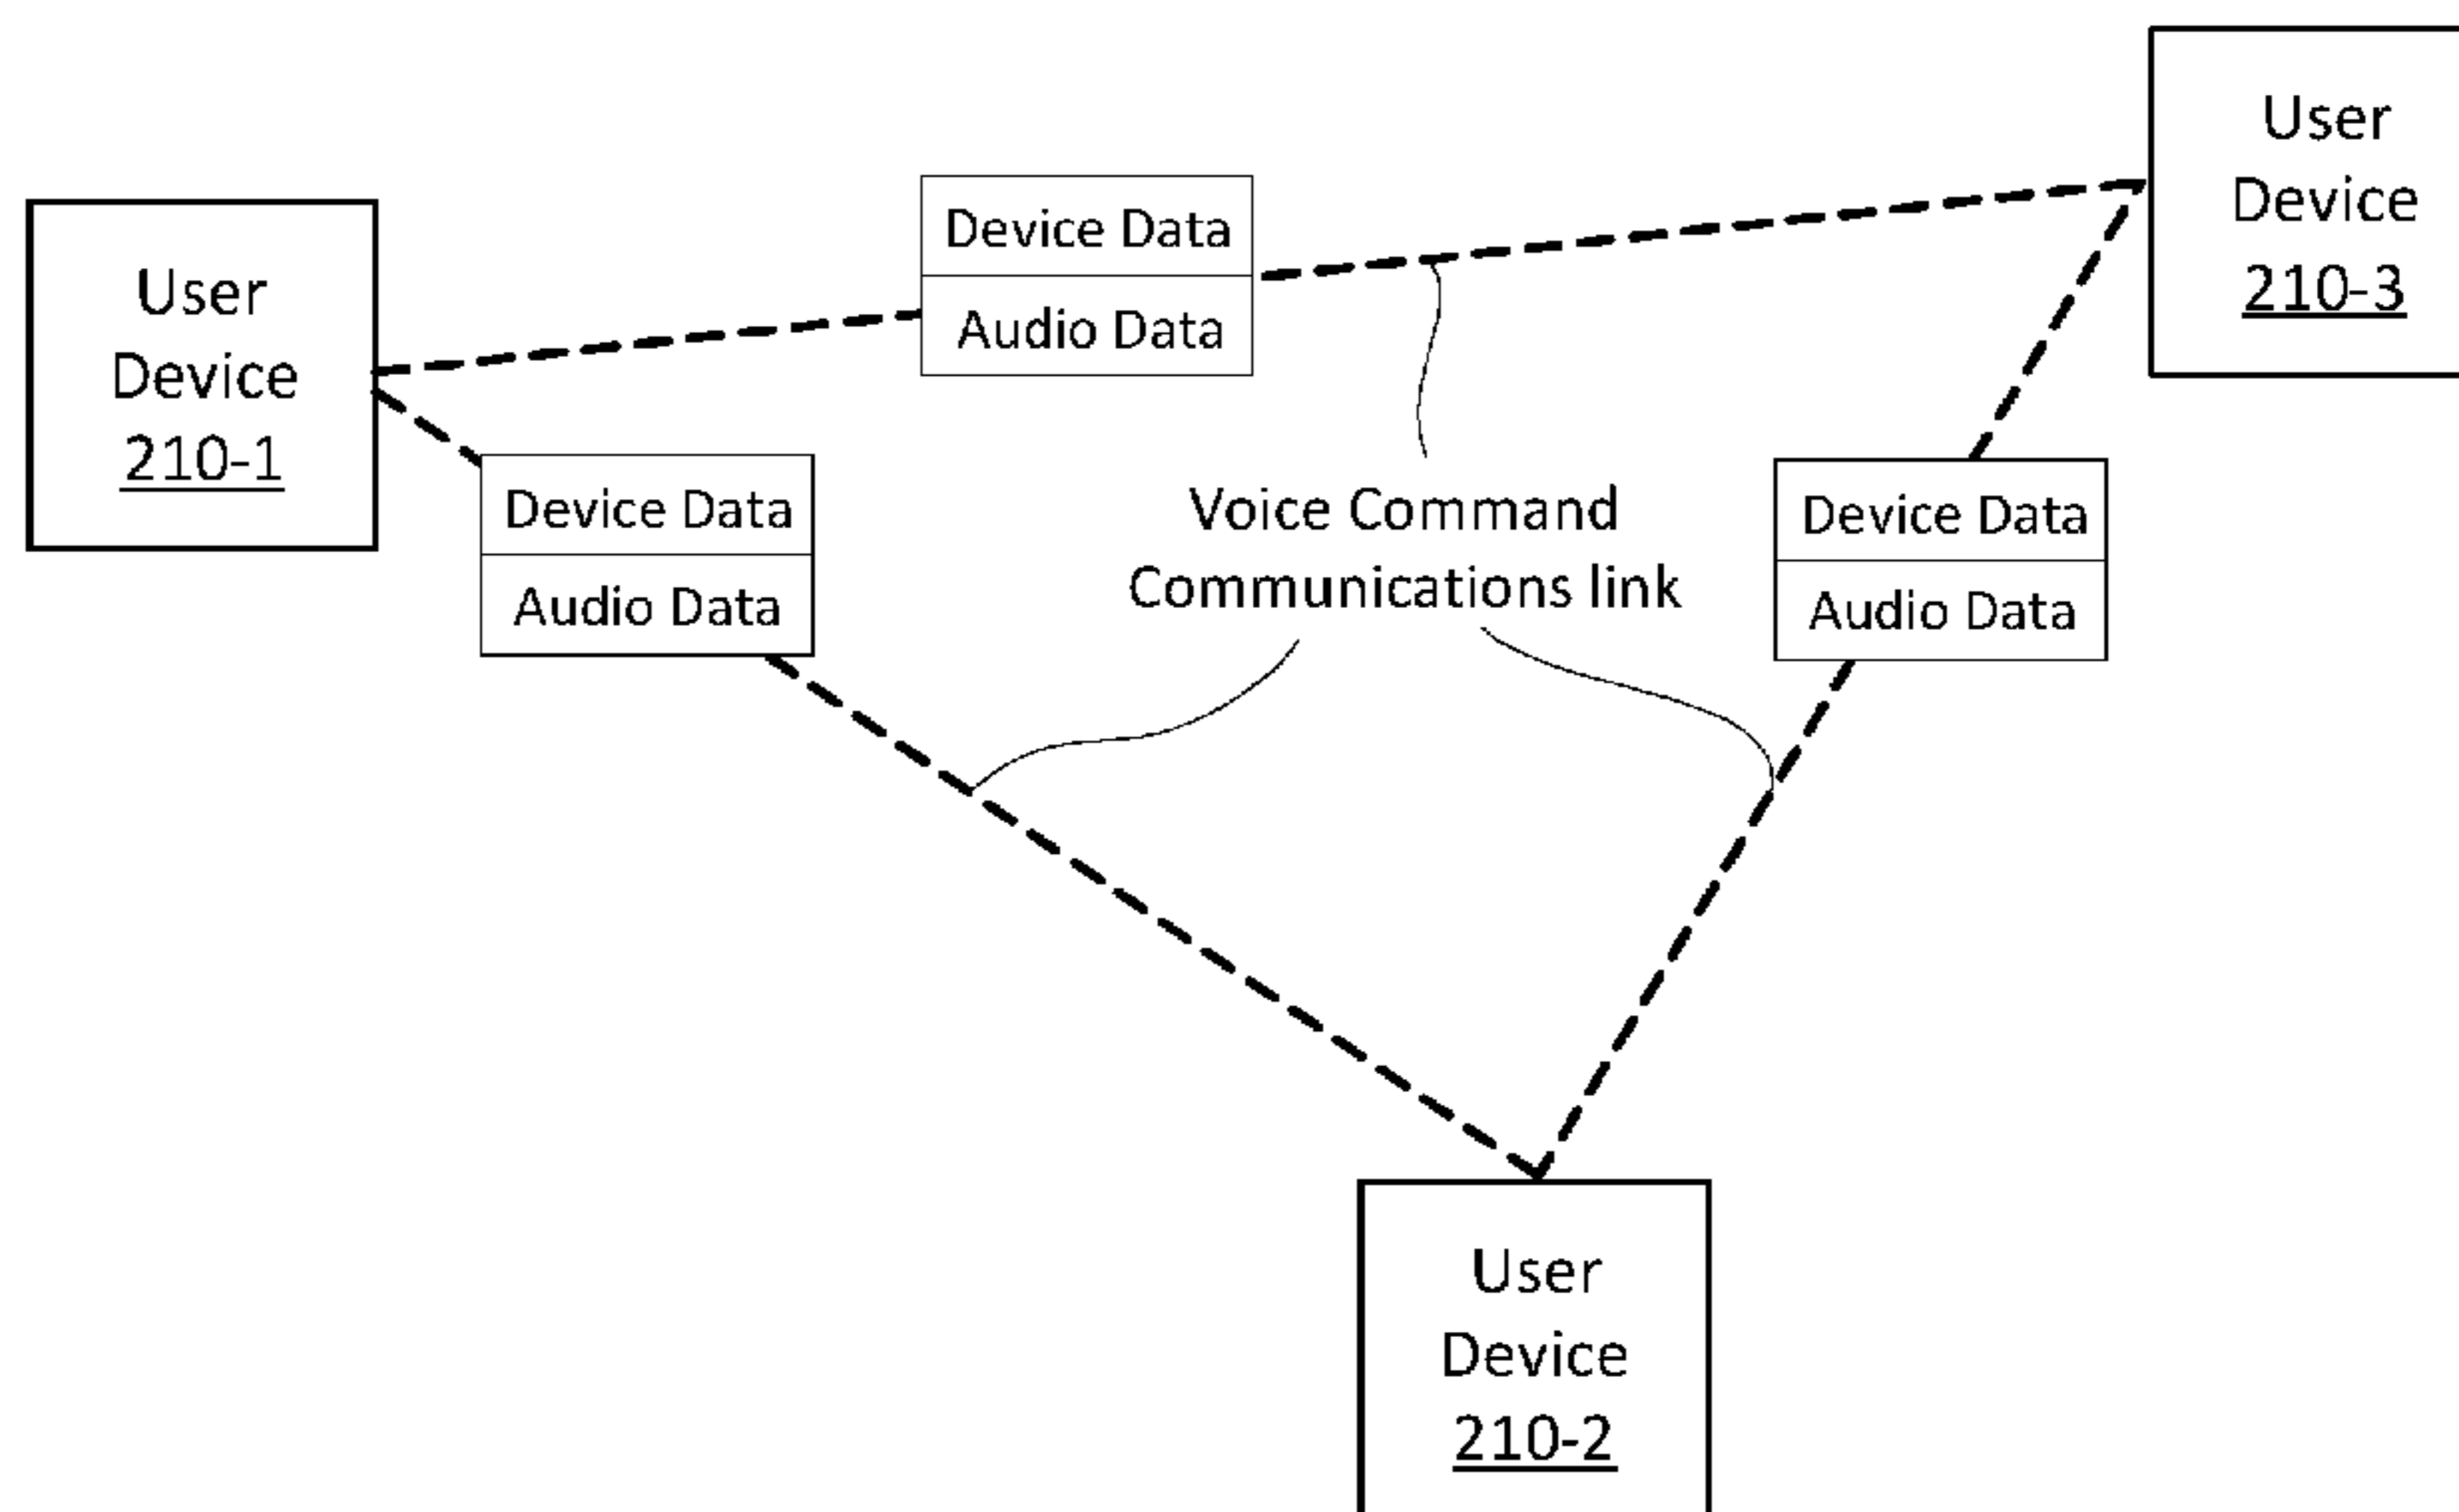 User
Device
210-3
Device Data
Audio Data
User
Device
210-1
Device Data
Audio Data
Voice Command
Communications link
Device Data
Audio Data
User
Device
210-2